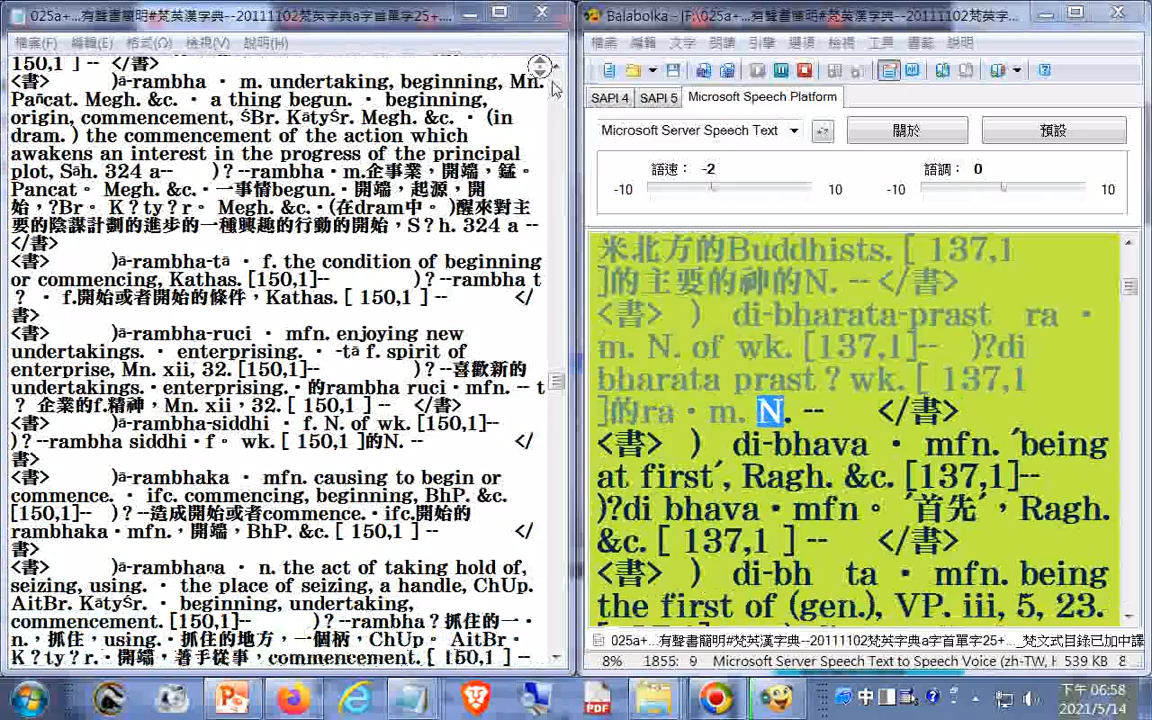 025a+...有聲書簡明#梵英漢字典--20111102梵英字典a字首單字25+...
檔案(F) 編輯(E) 格式(O) 檢視(V) 說明(H)
150,1 ] -- </書>
<書> )ā-rambha · m. undertaking, beginning, Mn.
Pañcat. Megh. &c. · a thing begun. · beginning,
origin, commencement, ŚBr. KātyŚr. Megh. &c. · (in
dram. ) the commencement of the action which
awakens an interest in the progress of the principal
plot, Sāh. 324 a-- )? --rambha · m.企事業，開端，錳。
Pancat。 Megh。 &c. · 一事情begun. · 開端，起源，開
始，?Br。 K ? ty ? r。 Megh。 &c. · (在dram中。 )醒來對主
要的陰謀計劃的進步的一種興趣的行動的開始，S ? h. 324 a --
</書>
<書> )ā-rambha-tā · f. the condition of beginning
or commencing, Kathas. [150,1]-- )? --rambha t
? · f.開始或者開始的條件，Kathas. [ 150,1 ] -- </
書>
<書> )ā-rambha-ruci · mfn. enjoying new
undertakings. · enterprising. · -tā f. spirit of
enterprise, Mn. xii, 32. [150,1]-- )? --喜歡新的
undertakings. · enterprising. · 的rambha ruci · mfn. -- t
? 企業的f.精神，Mn. xii，32. [ 150,1 ] -- </書>
<書> )ā-rambha-siddhi · f. N. of wk. [150,1]--
)? --rambha siddhi · f。 wk. [ 150,1 ]的N. -- </
書>
<書> )ā-rambhaka · mfn. causing to begin or
commence. · ifc. commencing, beginning, BhP. &c.
[150,1]-- )? --造成開始或者commence. · ifc.開始的
rambhaka · mfn.，開端，BhP. &c. [ 150,1 ] -- </
書>
<書> )ā-rambhaṇa · n. the act of taking hold of,
seizing, using. · the place of seizing, a handle, ChUp.
AitBr. KātyŚr. · beginning, undertaking,
commencement. [150,1]-- )? --rambha ? 抓住的一 ·
n.，抓住，using. · 抓住的地方，一個柄，ChUp。 AitBr。
K ? ty ? r. · 開端，著手從事，commencement. [ 150,1 ] --
Balabolka - [F:\025a+...有聲書簡明#梵英漢字典--20111102梵英字...
檔案 編輯 文字 朗讀 引擎 選項 檢視 工具 書籤 說明
SAPI 4 SAPI 5 Microsoft Speech Platform
Microsoft Server Speech Text 關於 預設
語速： -2 語調： 0
-10 10 -10 10
米北方的Buddhists. [ 137,1
]的主要的神的N. -- </書>
<書> ) di-bharata-prast ra ·
m. N. of wk. [137,1]-- )?di
bharata prast ? wk. [ 137,1
]的ra · m. N. -- </書>
<書> ) di-bhava · mfn. 'being
at first', Ragh. &c. [137,1]--
)?di bhava · mfn。 '首先'，Ragh.
&c. [ 137,1 ] -- </書>
<書> ) di-bh ta · mfn. being
the first of (gen.), VP. iii, 5, 23.
025a+...有聲書簡明#梵英漢字典--20111102梵英字典a字首單字25+..._梵文式目錄已加中譯
8% 1855: 9 Microsoft Server Speech Text to Speech Voice (zh-TW, H 539 KB 8
中
下午 06:58
2021/5/14